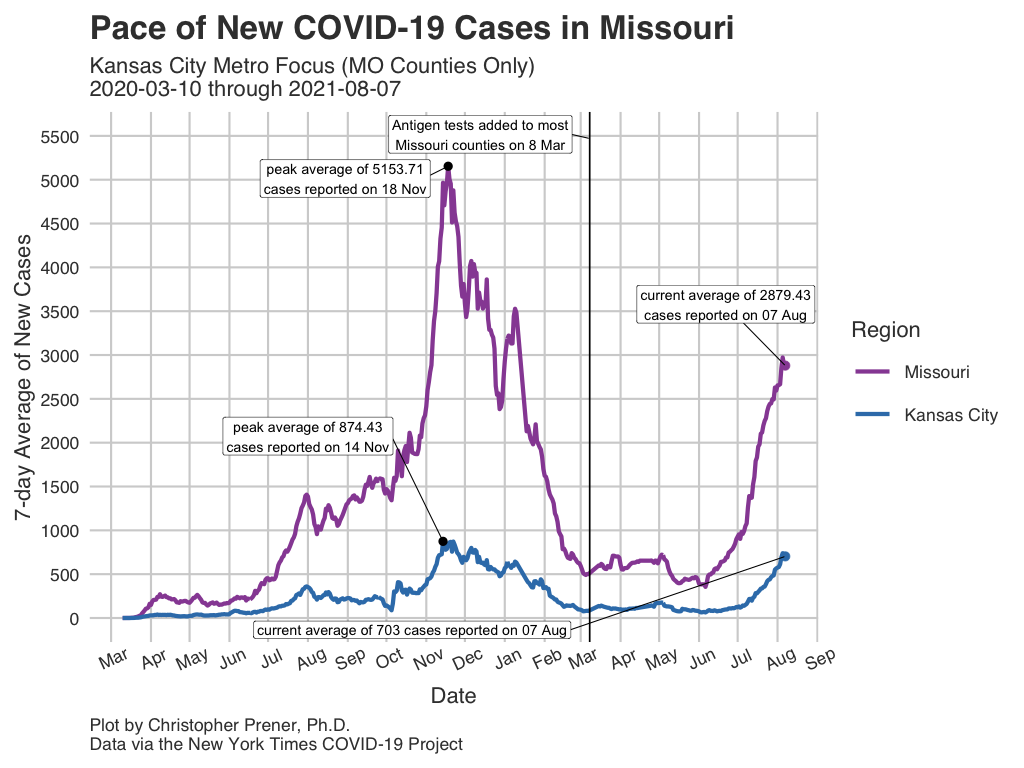 Pace of New COVID-19 Cases in Missouri
Kansas City Metro Focus (MO Counties Only)
2020-03-10 through 2021-08-07
Antigen tests added to most
Missouri counties on 8 Mar
peak average of 5153.71
cases reported on 18 Nov
current average of 2879.43
cases reported on 07 Aug
peak average of 874.43
cases reported on 14 Nov
current average of 703 cases reported on 07 Aug
7-day Average of New Cases
5500
5000
4500
4000
3500
3000
2500
2000
1500
1000
500
0
Mar Apr May Jun Jul Aug Sep Oct Nov Dec Jan Feb Mar Apr May Jun Jul Aug Sep
Date
Region
Missouri
Kansas City
Plot by Christopher Prener, Ph.D.
Data via the New York Times COVID-19 Project